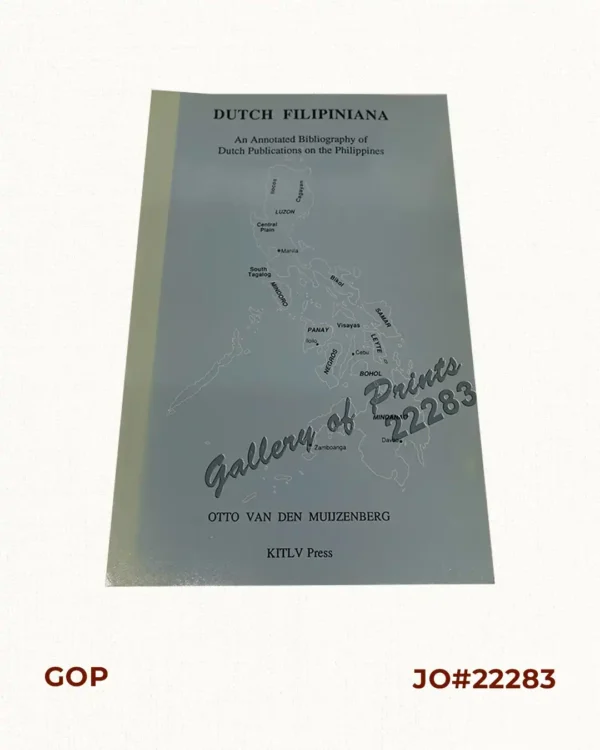 DUTCH FILIPINIANA
An Annotated Bibliography of
Dutch Publications on the Philippines
Cagayan
LUZON
Central
Plain
Manila
South
Tagalog
MINDORO
Bikol
SAMAR
PANAY
Visayas
LEYTE
Iloilo
Cebu
NEGROS
BOHOL
Gallery of Prints
22283
MINDANAO
Davao
Zamboanga
OTTO VAN DEN MUIJZENBERG
KITLV Press
GOP
JO#22283